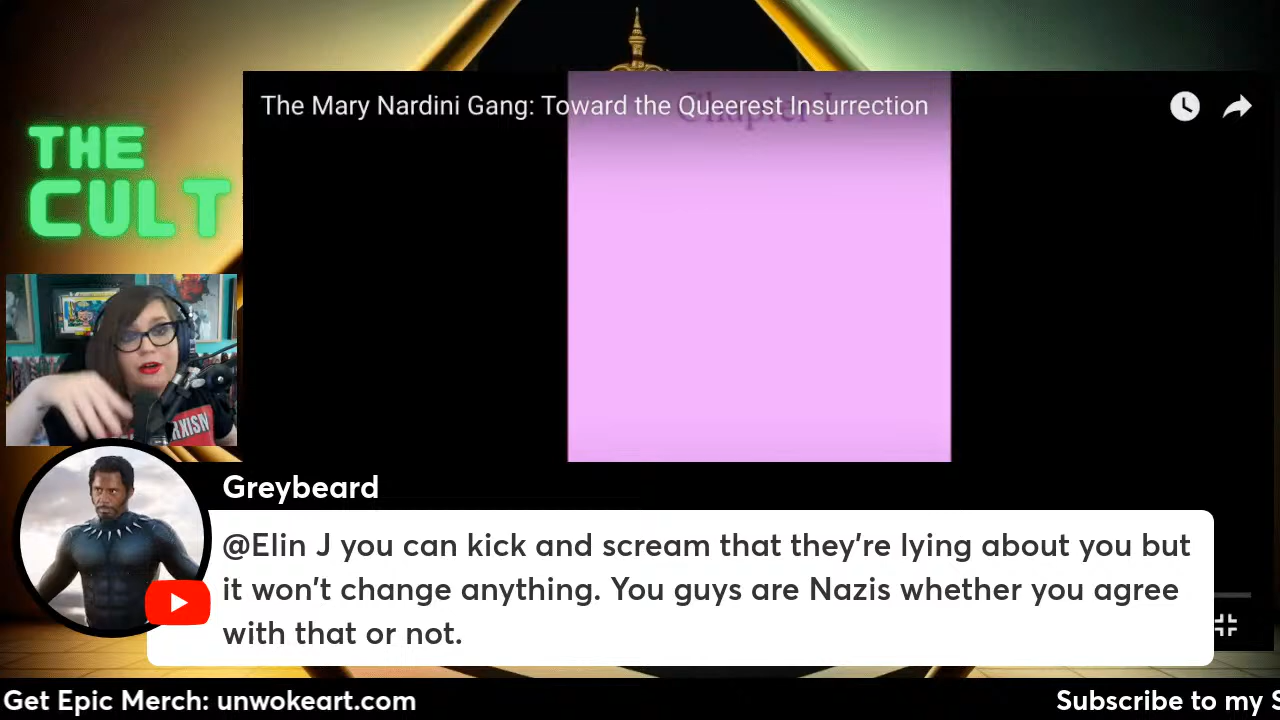 The Mary Nardini Gang: Toward the Queerest Insurrection
Chapter I
THE
CULT
RXISN
Greybeard
@Elin J you can kick and scream that they're lying about you but
it won't change anything. You guys are Nazis whether you agree
with that or not.
Get Epic Merch: unwokeart.com
Subscribe to my S